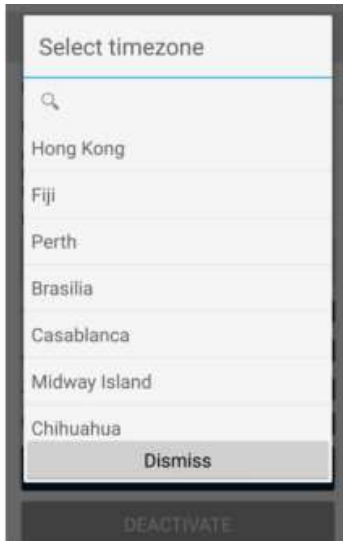 Select timezone
Hong Kong
Fiji
Perth
Brasilia
Casablanca
Midway Island
Chihuahua
Dismiss
DEACTIVATE